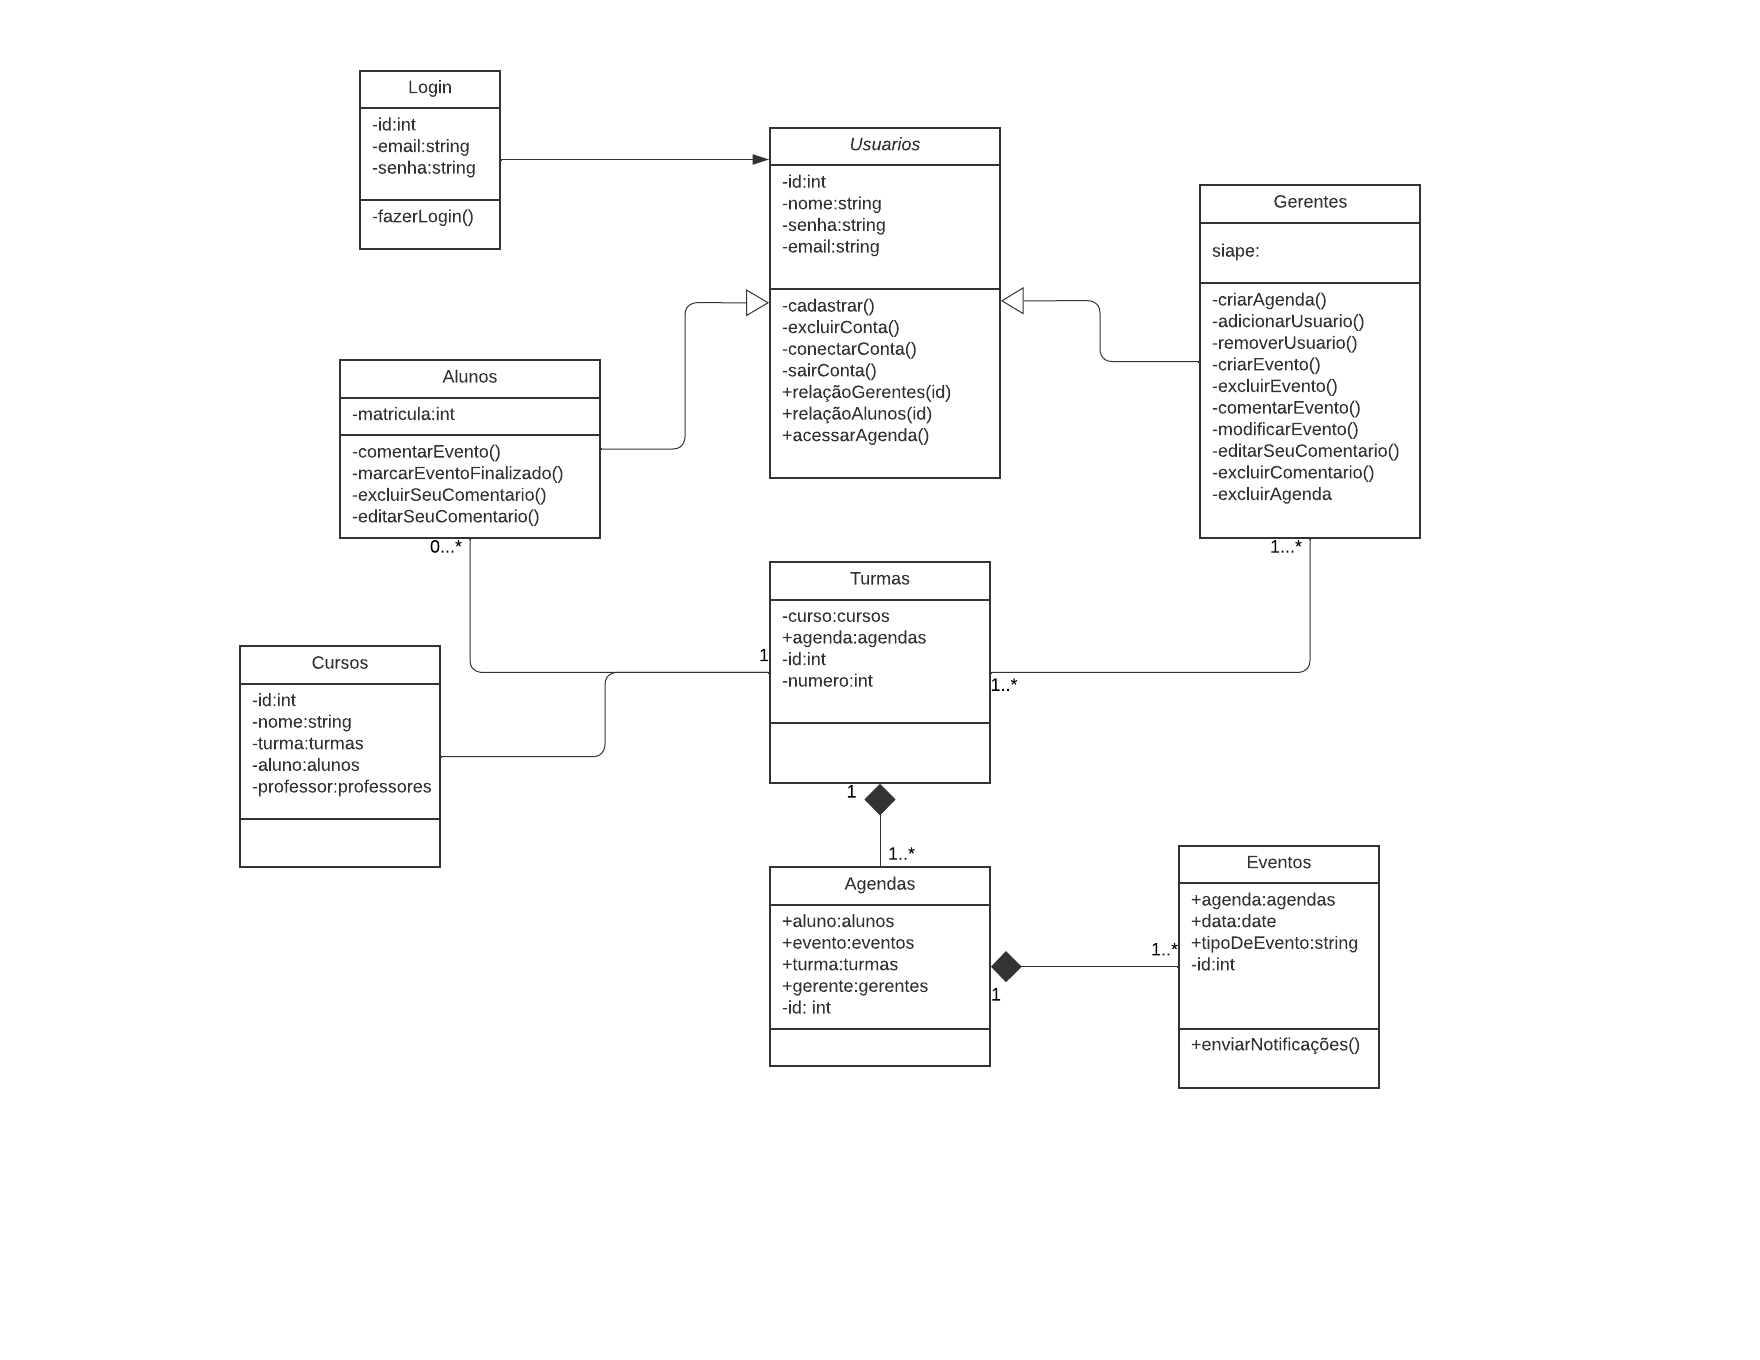 Login
-id:int
-email:string
-senha:string
-fazerLogin()
Usuarios
-id:int
-nome:string
-senha:string
-email:string
-cadastrar()
-excluirConta()
-conectarConta()
-sairConta()
+relaçãoGerentes(id)
+relaçãoAlunos(id)
+acessarAgenda()
Gerentes
siape:
-criarAgenda()
-adicionarUsuario()
-removerUsuario()
-criarEvento()
-excluirEvento()
-comentarEvento()
-modificarEvento()
-editarSeuComentario()
-excluirComentario()
-excluirAgenda
1...*
Alunos
-matricula:int
-comentarEvento()
-marcarEventoFinalizado()
-excluirSeuComentario()
-editarSeuComentario()
0...*
Turmas
-curso:cursos
+agenda:agendas
-id:int
-numero:int
1
1..*
1
Cursos
-id:int
-nome:string
-turma:turmas
-aluno:alunos
-professor:professores
1..*
Agendas
+aluno:alunos
+evento:eventos
+turma:turmas
+gerente:gerentes
-id: int
1
1..*
Eventos
+agenda:agendas
+data:date
+tipoDeEvento:string
-id:int
+enviarNotificações()